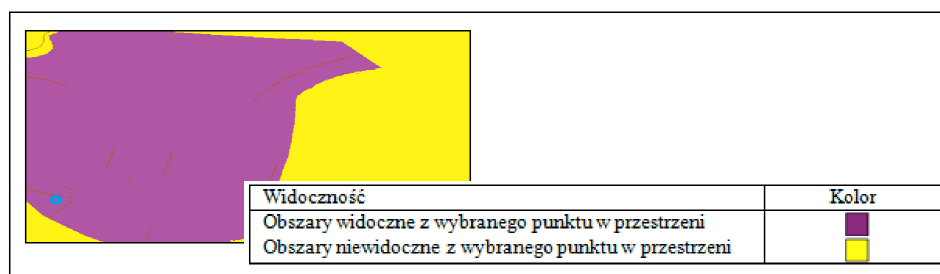 Widoczność Kolor
Obszary widoczne z wybranego punktu w przestrzeni
Obszary niewidoczne z wybranego punktu w przestrzeni